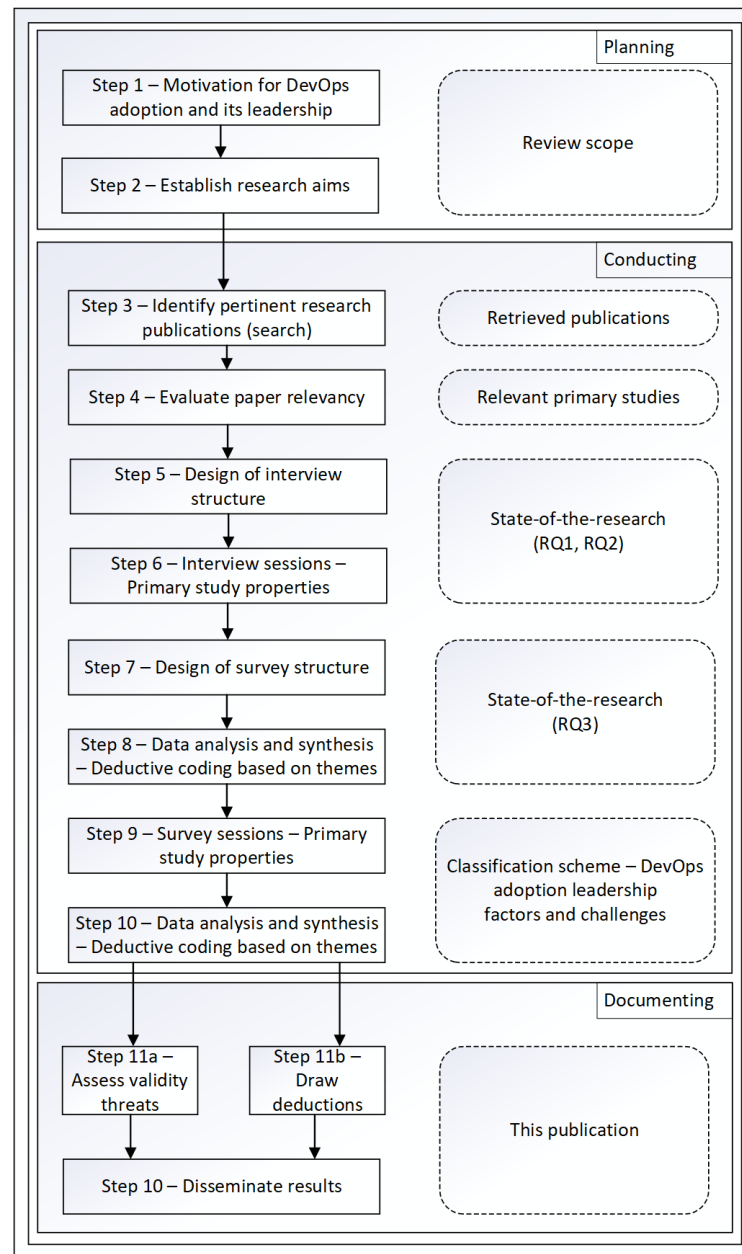 Planning
Step 1 – Motivation for DevOps
adoption and its leadership
Review scope
Step 2 – Establish research aims
Conducting
Step 3 – Identify pertinent research
publications (search)
Retrieved publications
Step 4 – Evaluate paper relevancy
Relevant primary studies
Step 5 – Design of interview
structure
State-of-the-research
(RQ1, RQ2)
Step 6 – Interview sessions –
Primary study properties
Step 7 – Design of survey structure
State-of-the-research
(RQ3)
Step 8 – Data analysis and synthesis
– Deductive coding based on themes
Step 9 – Survey sessions – Primary
study properties
Classification scheme – DevOps
adoption leadership
factors and challenges
Step 10 – Data analysis and synthesis
– Deductive coding based on themes
Documenting
Step 11a –
Assess validity
threats
Step 11b –
Draw
deductions
This publication
Step 10 – Disseminate results